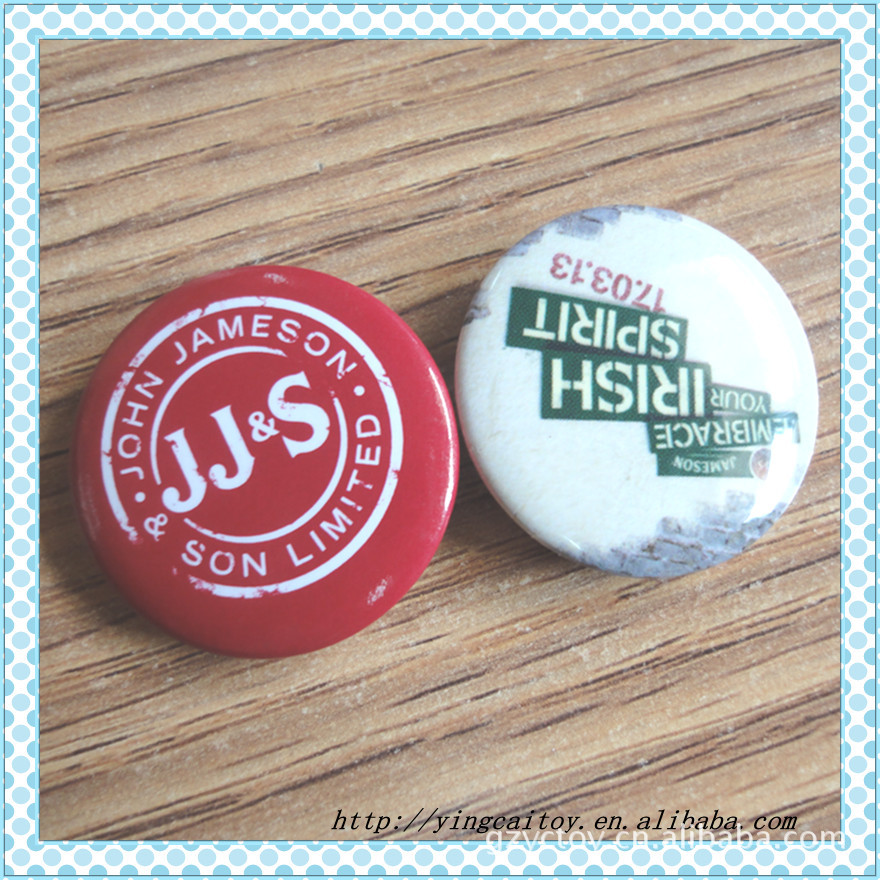 • JOHN JAMESON •
& SON LIMITED
JJ&S
JAMESON
EMBRACE
YOUR
IRISH
SPIRIT
17.03.13
http://yingcaitoy.en.alibaba.com
gzyctoy.cn.alibaba.com